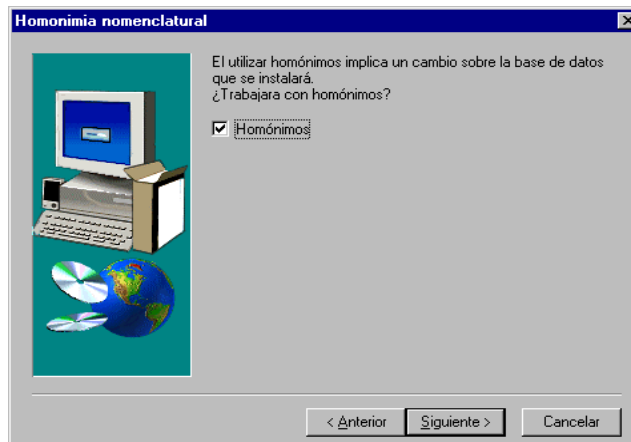 Homonimia nomenclatural
El utilizar homónimos implica un cambio sobre la base de datos
que se instalará.
¿Trabajara con homónimos?
Homónimos
< Anterior
Siguiente >
Cancelar